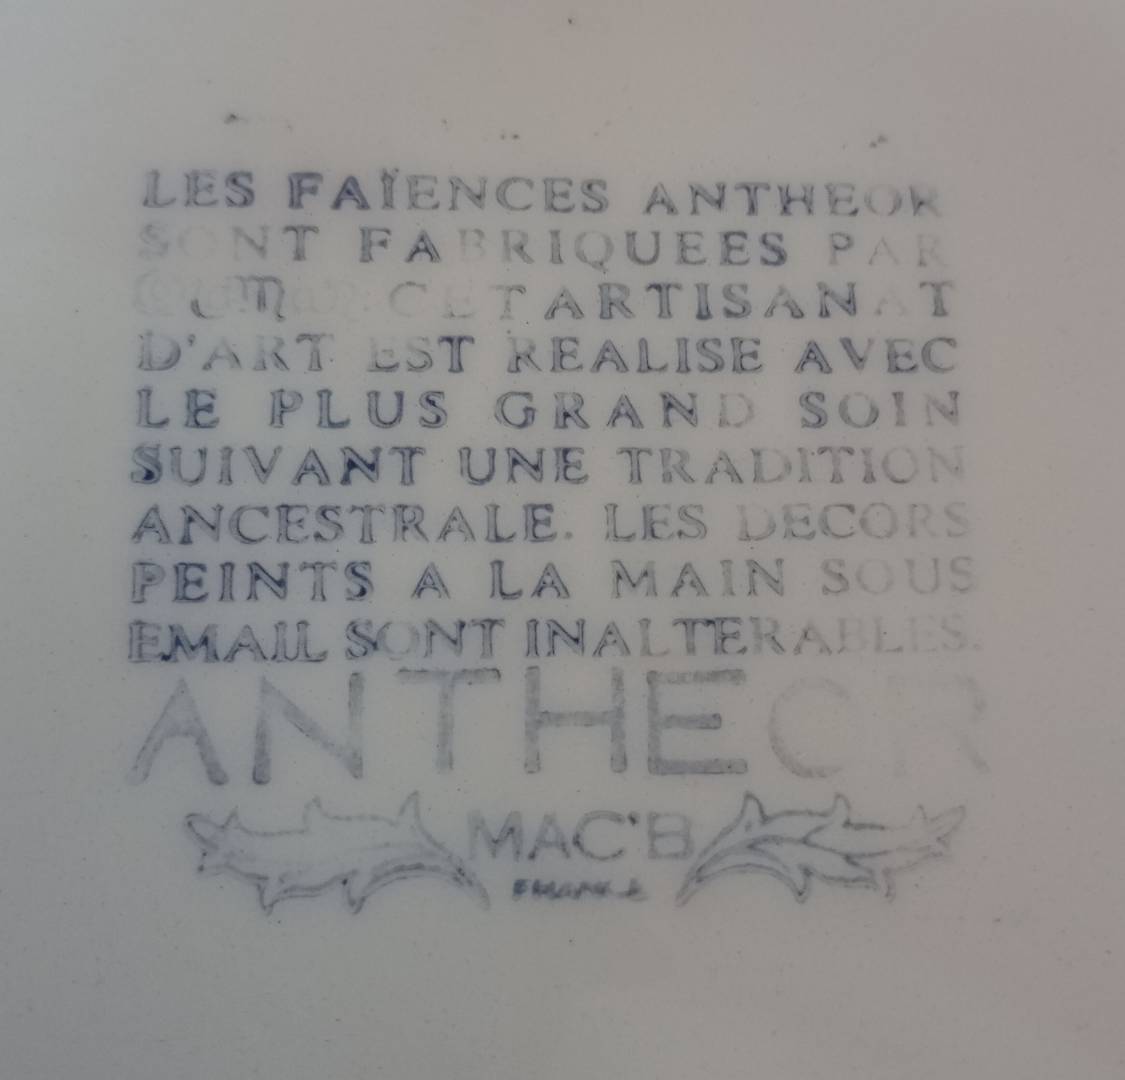 LES FAÏENCES ANTHEOR
SONT FABRIQUEES PAR
CET ARTISANAT
D'ART EST REALISE AVEC
LE PLUS GRAND SOIN
SUIVANT UNE TRADITION
ANCESTRALE. LES DECORS
PEINTS A LA MAIN SOUS
EMAIL SONT INALTERABLES.
ANTHEOR
MAC'B
FRANCE